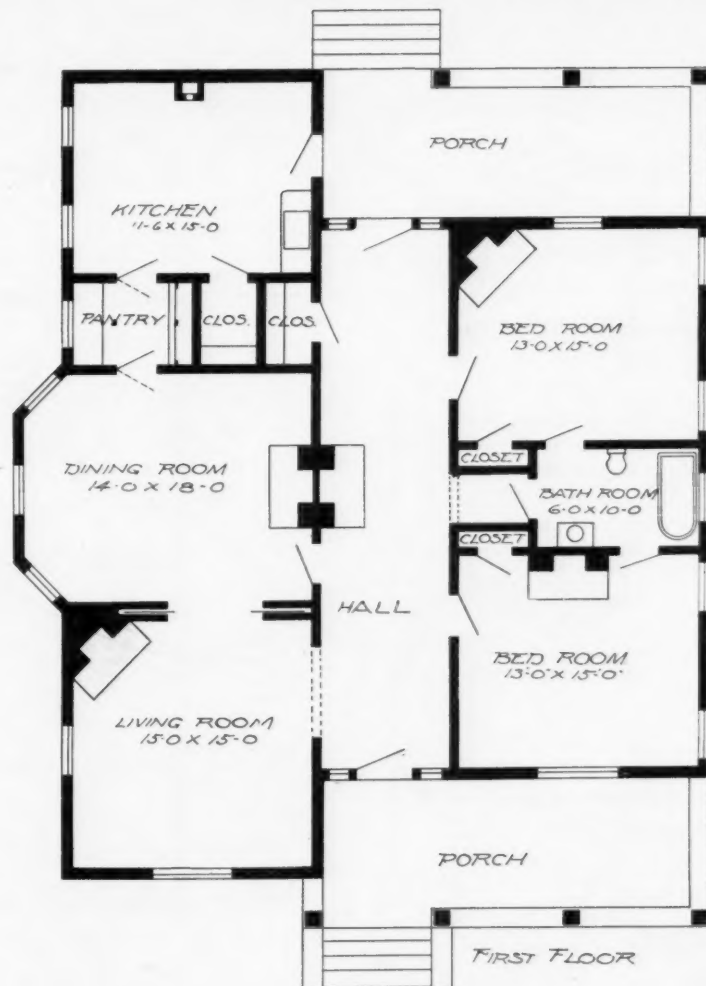 PORCH
KITCHEN
11-6 X 15-0
PANTRY
CLOS.
CLOS.
BED ROOM
13-0 X 15-0
DINING ROOM
14-0 X 18-0
CLOSET
BATH ROOM
6-0 X 10-0
CLOSET
HALL
BED ROOM
13'-0" X 15'-0"
LIVING ROOM
15-0 X 15-0
PORCH
FIRST FLOOR